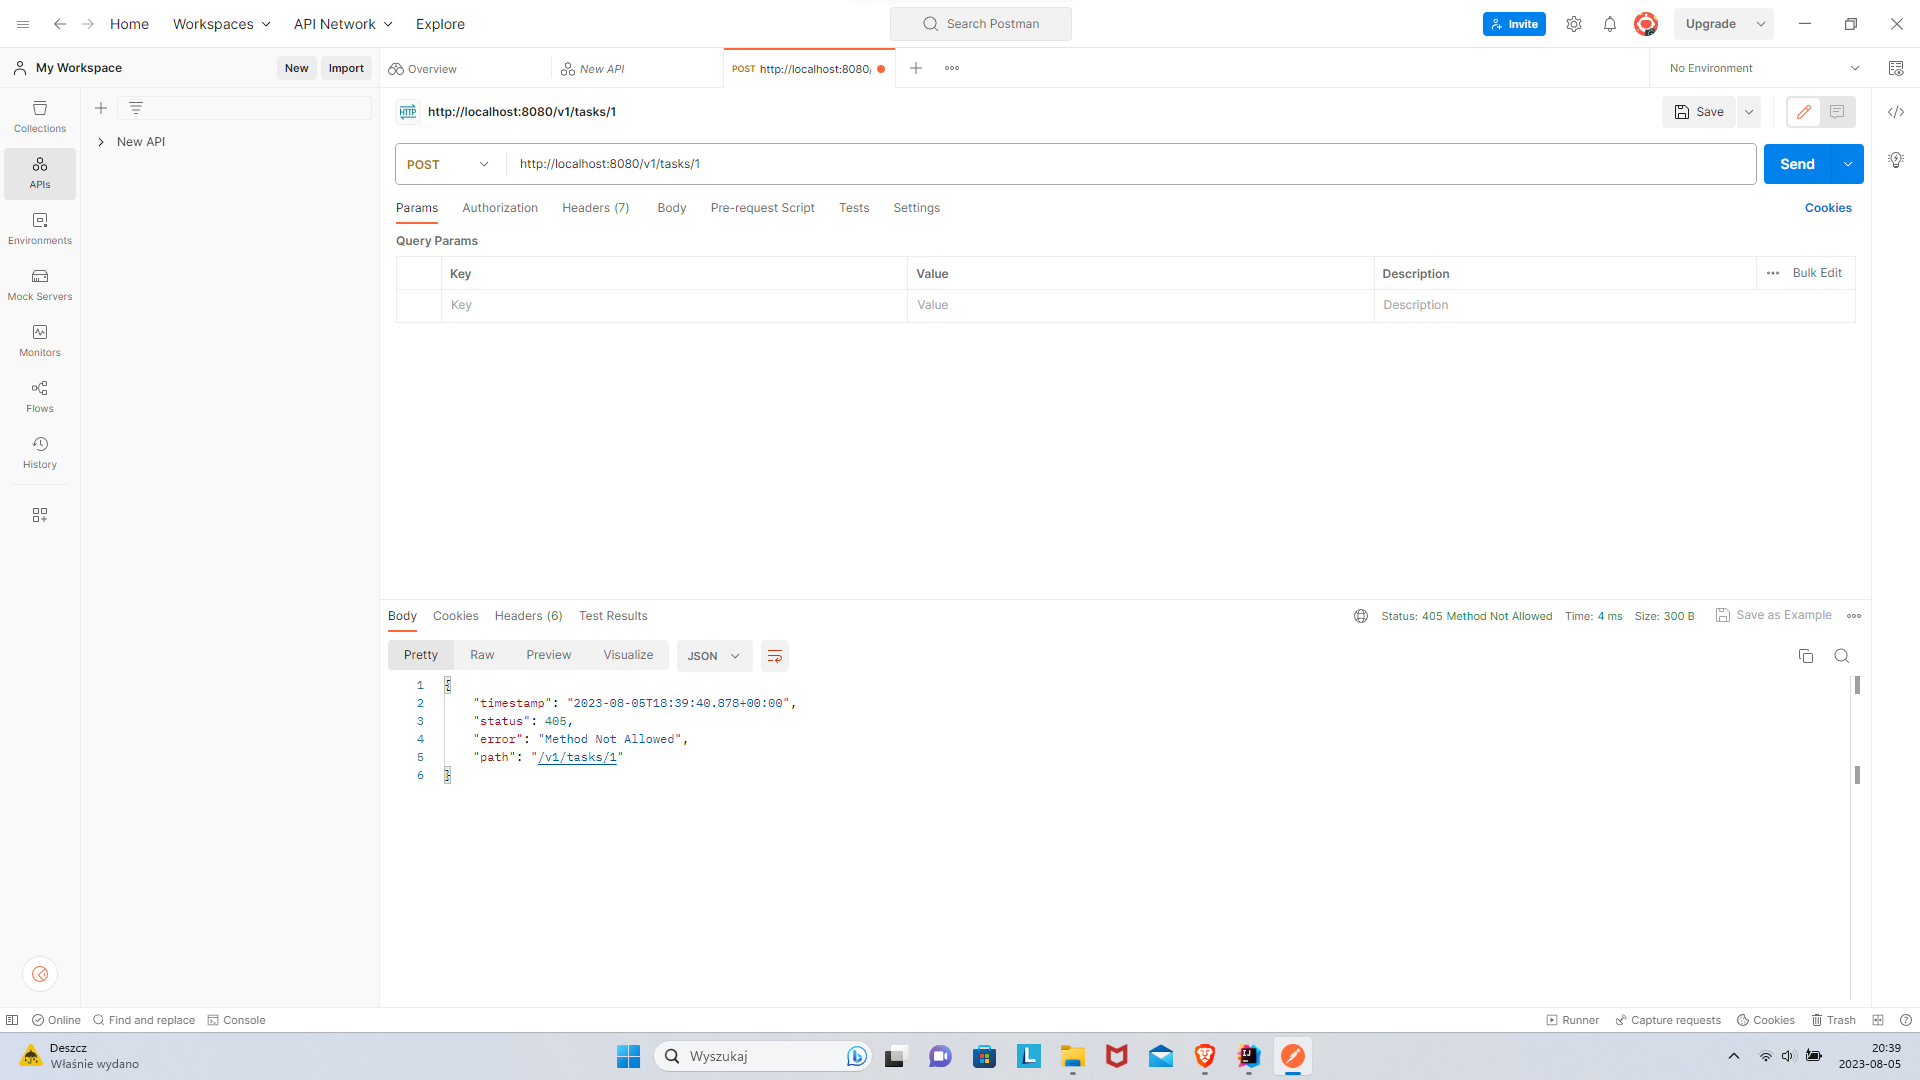 Home
Workspaces
API Network
Explore
Search Postman
Invite
Upgrade
My Workspace
New
Import
Overview
New API
POST http://localhost:8080/
No Environment
Collections
New API
HTTP http://localhost:8080/v1/tasks/1
Save
APIs
POST
http://localhost:8080/v1/tasks/1
Send
Environments
Params
Authorization
Headers (7)
Body
Pre-request Script
Tests
Settings
Cookies
Query Params
Key
Value
Description
Bulk Edit
Key
Value
Description
Mock Servers
Monitors
Flows
History
Body
Cookies
Headers (6)
Test Results
Status: 405 Method Not Allowed
Time: 4 ms
Size: 300 B
Save as Example
Pretty
Raw
Preview
Visualize
JSON
1 {
2 "timestamp": "2023-08-05T18:39:40.878+00:00",
3 "status": 405,
4 "error": "Method Not Allowed",
5 "path": "/v1/tasks/1"
6 }
Online
Find and replace
Console
Runner
Capture requests
Cookies
Trash
Deszcz
Właśnie wydano
Wyszukaj
L
IJ
20:39
2023-08-05